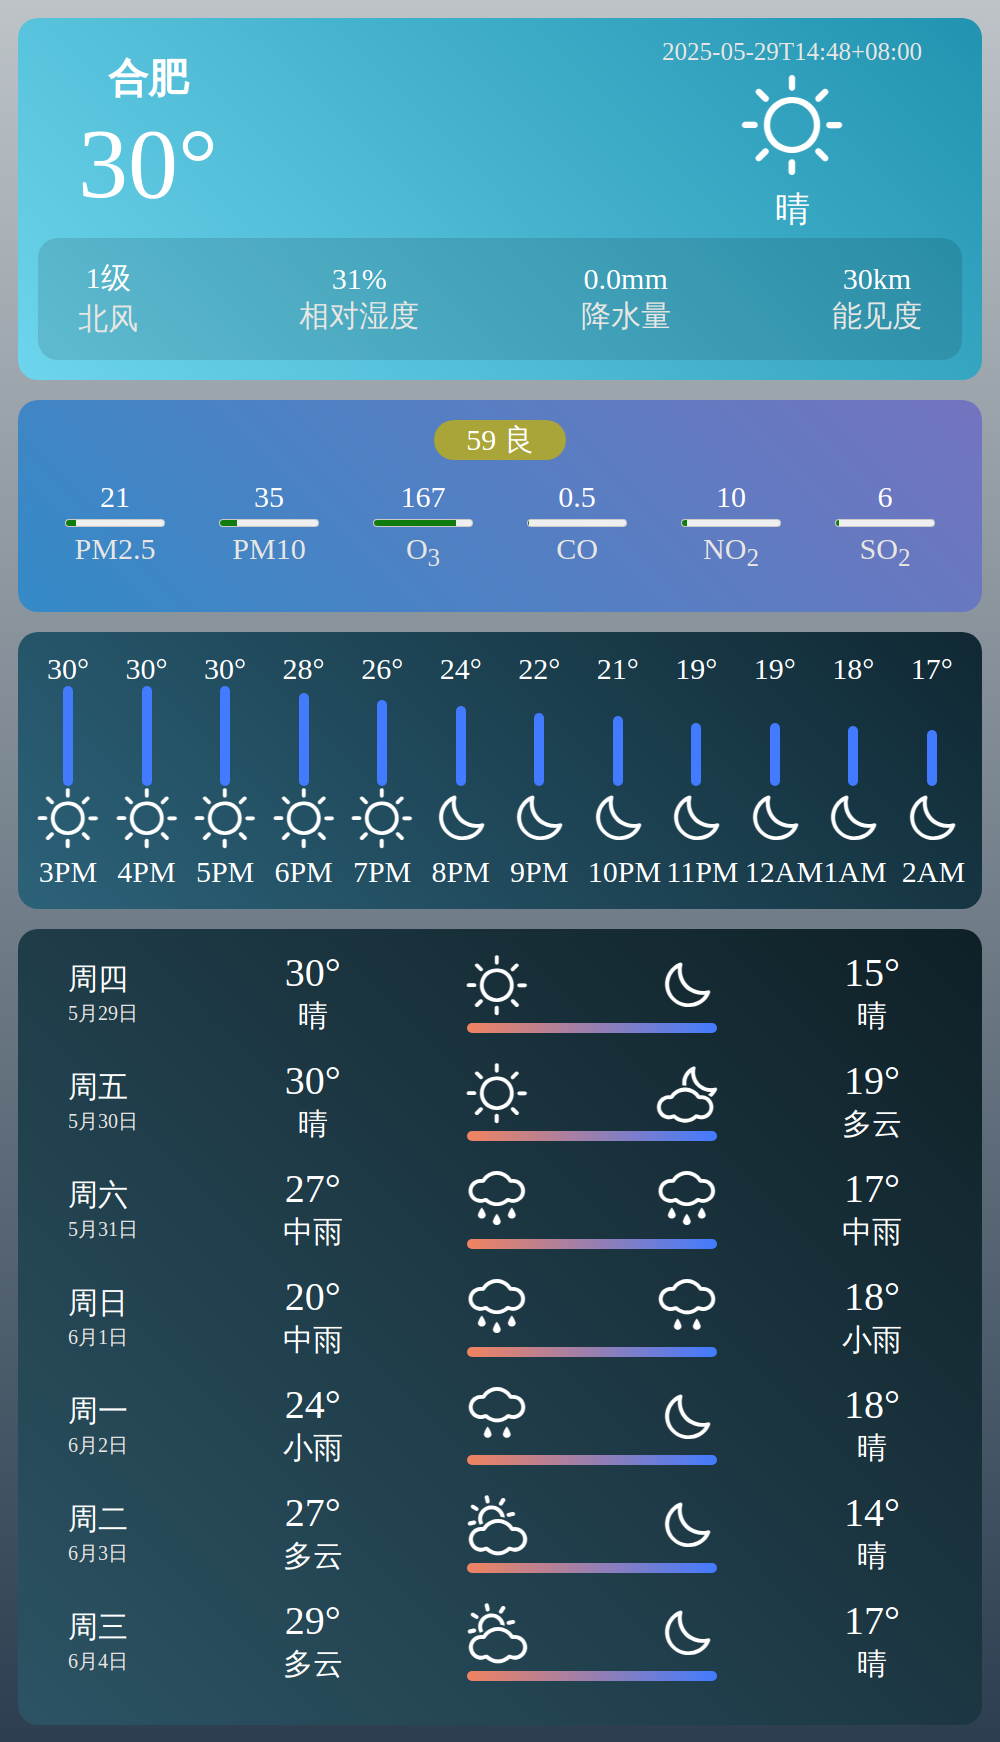 合肥
30°
2025-05-29T14:48+08:00
晴
1级 31% 0.0mm 30km
北风 相对湿度 降水量 能见度
59 良
21 35 167 0.5 10 6
PM2.5 PM10 O3 CO NO2 SO2
30° 30° 30° 28° 26° 24° 22° 21° 19° 19° 18° 17°
3PM 4PM 5PM 6PM 7PM 8PM 9PM 10PM 11PM 12AM 1AM 2AM
周四 30° 15°
5月29日 晴 晴
周五 30° 19°
5月30日 晴 多云
周六 27° 17°
5月31日 中雨 中雨
周日 20° 18°
6月1日 中雨 小雨
周一 24° 18°
6月2日 小雨 晴
周二 27° 14°
6月3日 多云 晴
周三 29° 17°
6月4日 多云 晴